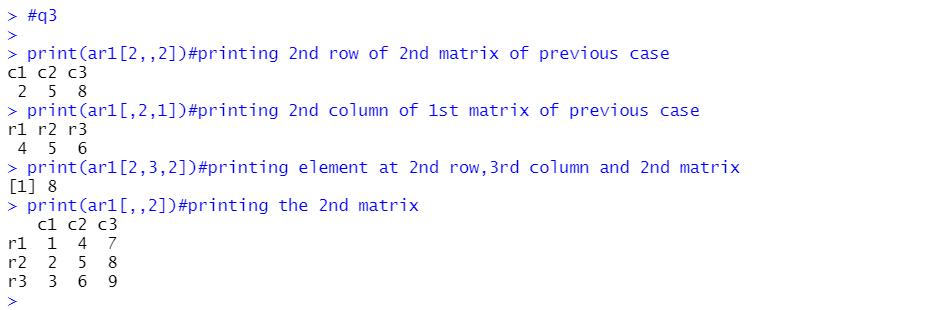 > #q3
>
> print(ar1[2,,2])#printing 2nd row of 2nd matrix of previous case
c1 c2 c3
 2  5  8
> print(ar1[,2,1])#printing 2nd column of 1st matrix of previous case
r1 r2 r3
 4  5  6
> print(ar1[2,3,2])#printing element at 2nd row,3rd column and 2nd matrix
[1] 8
> print(ar1[,,2])#printing the 2nd matrix
   c1 c2 c3
r1  1  4  7
r2  2  5  8
r3  3  6  9
>